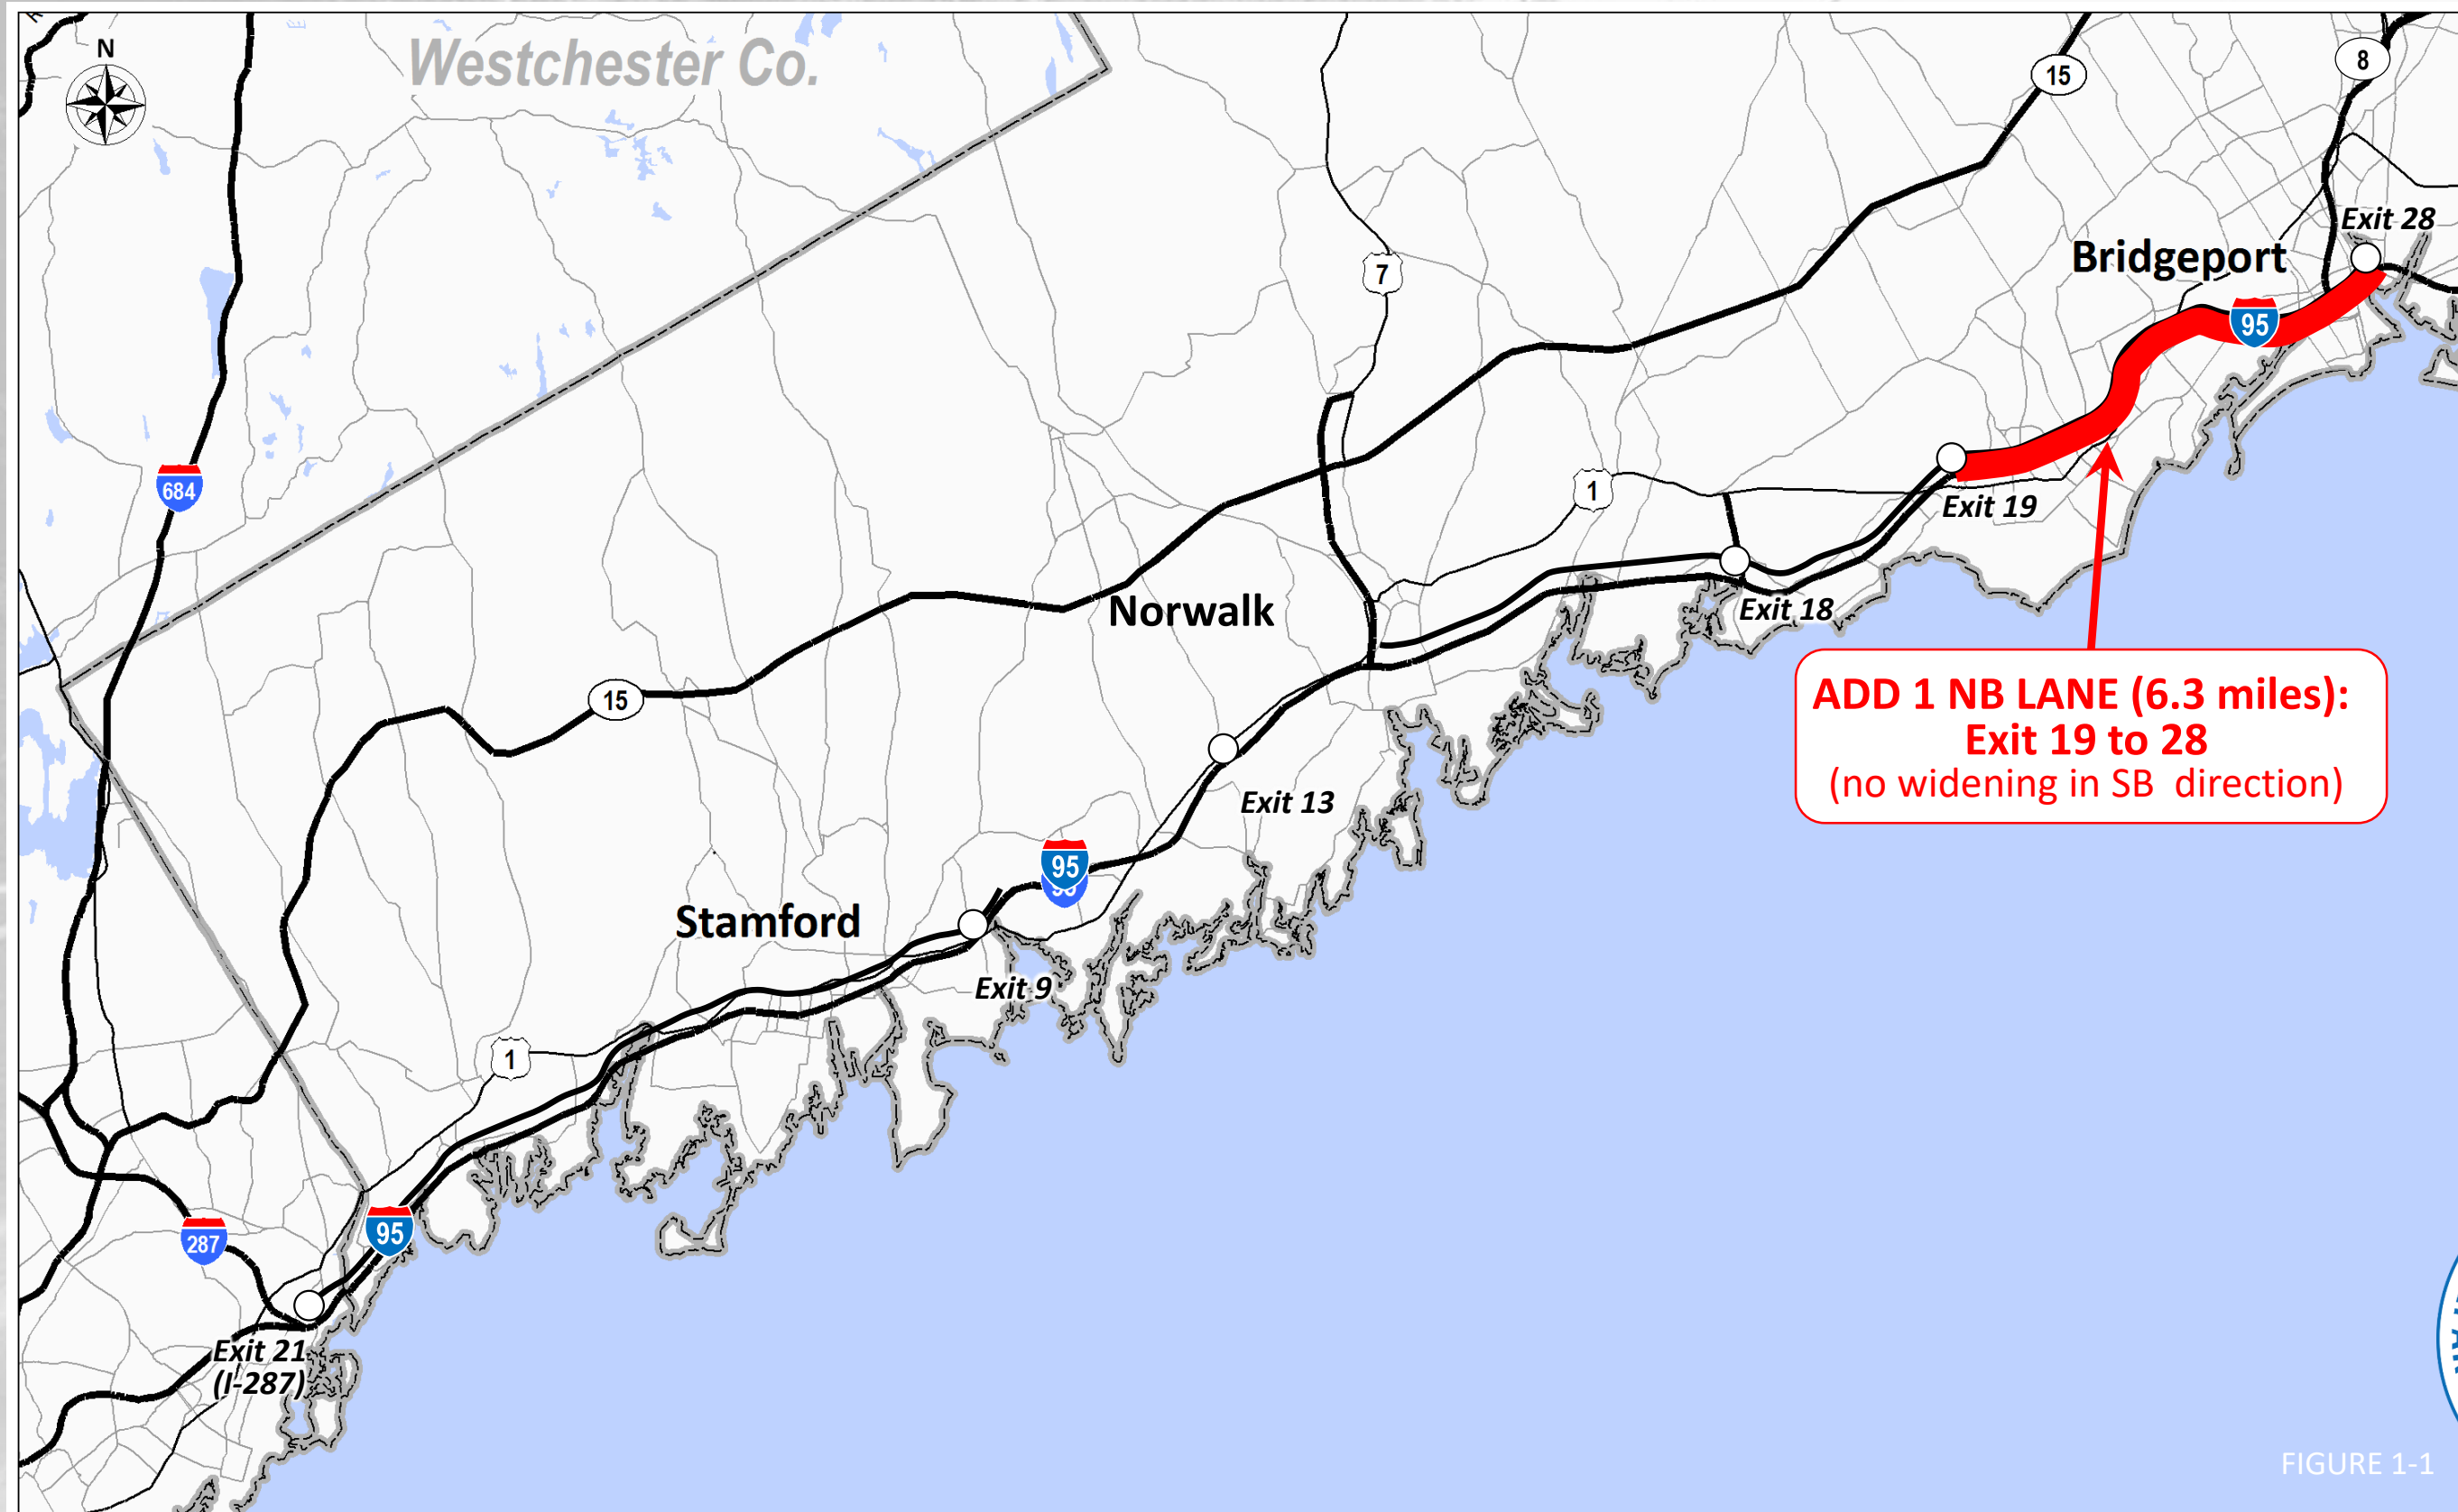 N
Westchester Co.
15
8
Exit 28
Bridgeport
7
95
684
1
Exit 19
Norwalk
Exit 18
15
ADD 1 NB LANE (6.3 miles):
Exit 19 to 28
(no widening in SB direction)
Exit 13
95
Stamford
Exit 9
1
95
287
Exit 21
(I-287)
FIGURE 1-1